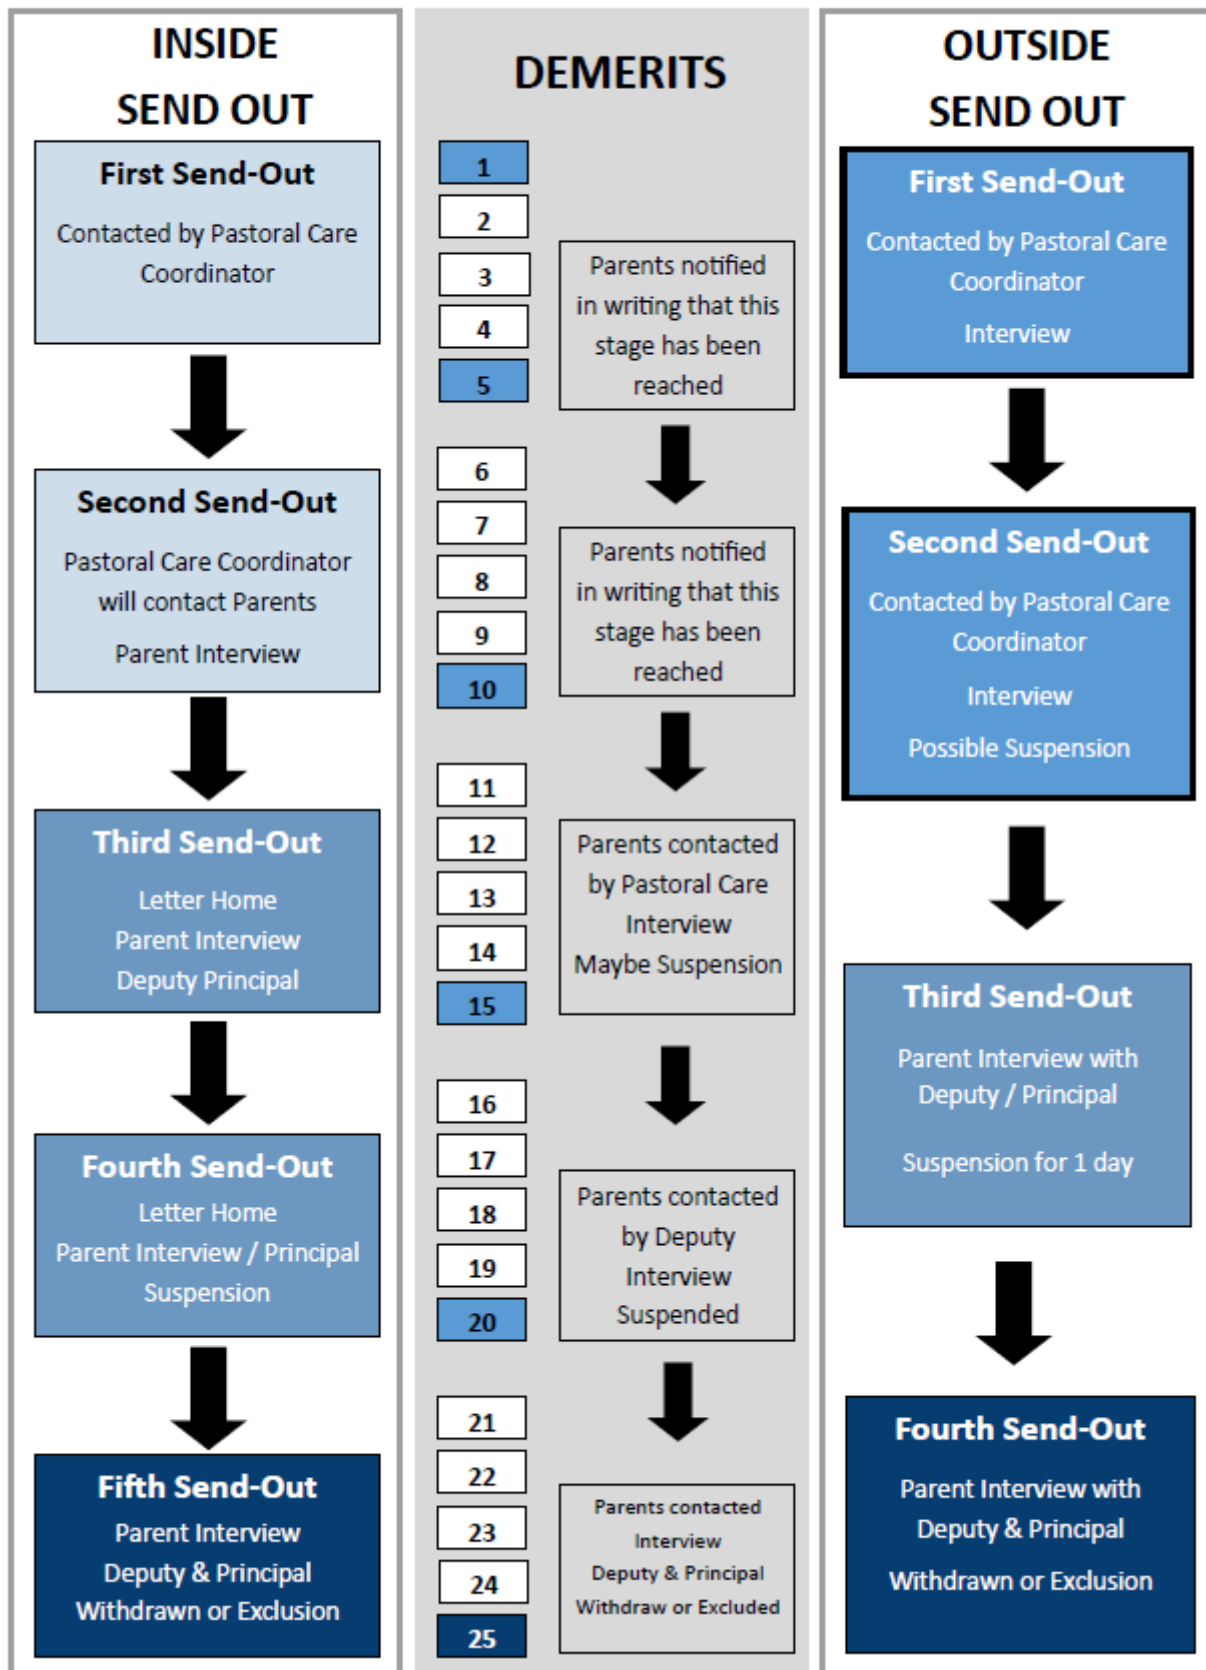 INSIDE
SEND OUT
First Send-Out
Contacted by Pastoral Care
Coordinator
Second Send-Out
Pastoral Care Coordinator
will contact Parents
Parent Interview
Third Send-Out
Letter Home
Parent Interview
Deputy Principal
Fourth Send-Out
Letter Home
Parent Interview / Principal
Suspension
Fifth Send-Out
Parent Interview
Deputy & Principal
Withdrawn or Exclusion
DEMERITS
1
2
3
4
5
Parents notified
in writing that this
stage has been
reached
6
7
8
9
10
Parents notified
in writing that this
stage has been
reached
11
12
13
14
15
Parents contacted
by Pastoral Care
Interview
Maybe Suspension
16
17
18
19
20
Parents contacted
by Deputy
Interview
Suspended
21
22
23
24
25
Parents contacted
Interview
Deputy & Principal
Withdraw or Excluded
OUTSIDE
SEND OUT
First Send-Out
Contacted by Pastoral Care
Coordinator
Interview
Second Send-Out
Contacted by Pastoral Care
Coordinator
Interview
Possible Suspension
Third Send-Out
Parent Interview with
Deputy / Principal
Suspension for 1 day
Fourth Send-Out
Parent Interview with
Deputy & Principal
Withdrawn or Exclusion